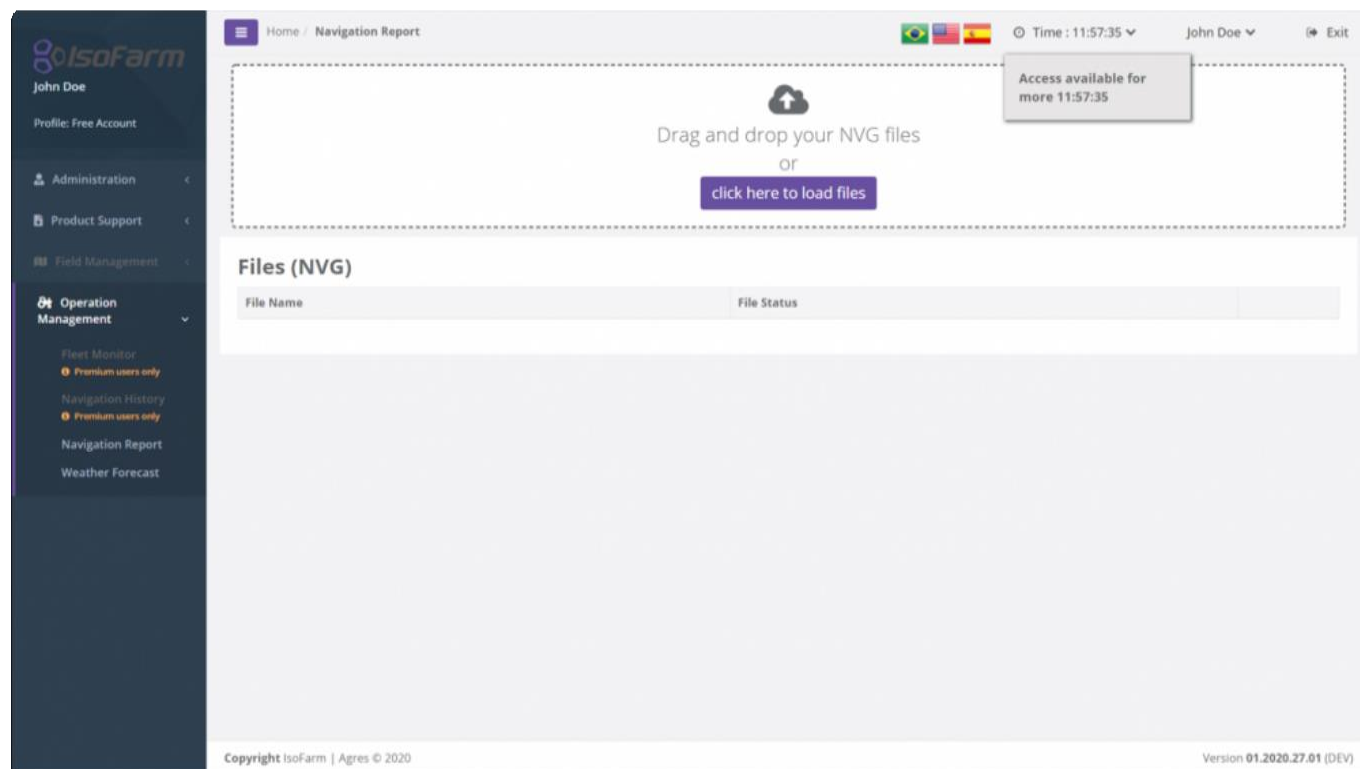 IsoFarm
John Doe
Profile: Free Account
Administration
Product Support
Field Management
Operation
Management
Fleet Monitor
Premium users only
Navigation History
Premium users only
Navigation Report
Weather Forecast
Home / Navigation Report
Time : 11:57:35
John Doe
Exit
Access available for
more 11:57:35
Drag and drop your NVG files
or
click here to load files
Files (NVG)
File Name File Status
Copyright IsoFarm | Agres © 2020
Version 01.2020.27.01 (DEV)